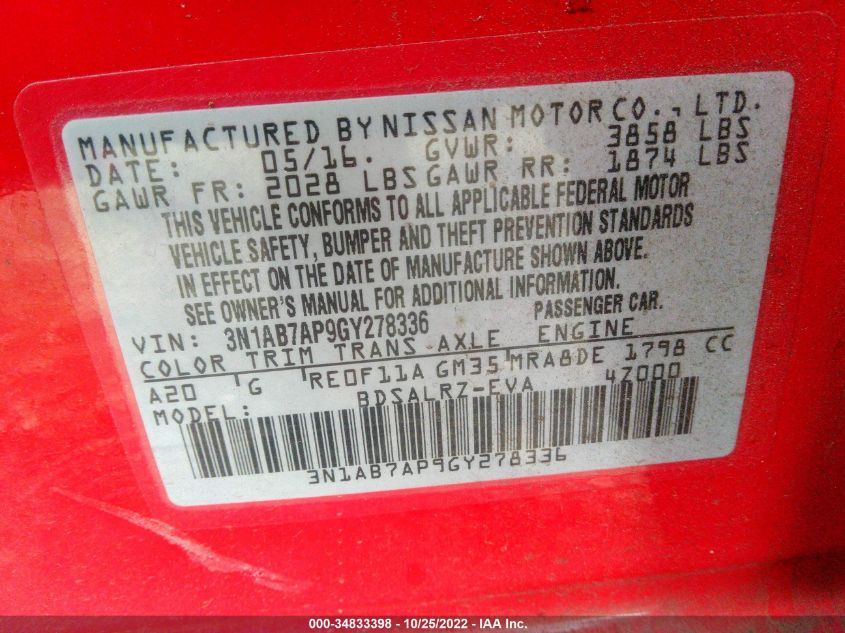 MANUFACTURED BY NISSAN MOTOR CO., LTD.
DATE: 05/16. GVWR: 3858 LBS
GAWR FR: 2028 LBS GAWR RR: 1874 LBS
THIS VEHICLE CONFORMS TO ALL APPLICABLE FEDERAL MOTOR
VEHICLE SAFETY, BUMPER AND THEFT PREVENTION STANDARDS
IN EFFECT ON THE DATE OF MANUFACTURE SHOWN ABOVE.
SEE OWNER'S MANUAL FOR ADDITIONAL INFORMATION.
VIN: 3N1AB7AP9GY278336 PASSENGER CAR.
COLOR TRIM TRANS AXLE ENGINE
A20 G RE0F11A GM35 MRA8DE 1798 CC
MODEL: BDSALRZ-EVA 4Z000
3N1AB7AP9GY278336
000-34833398 - 10/25/2022 - IAA Inc.